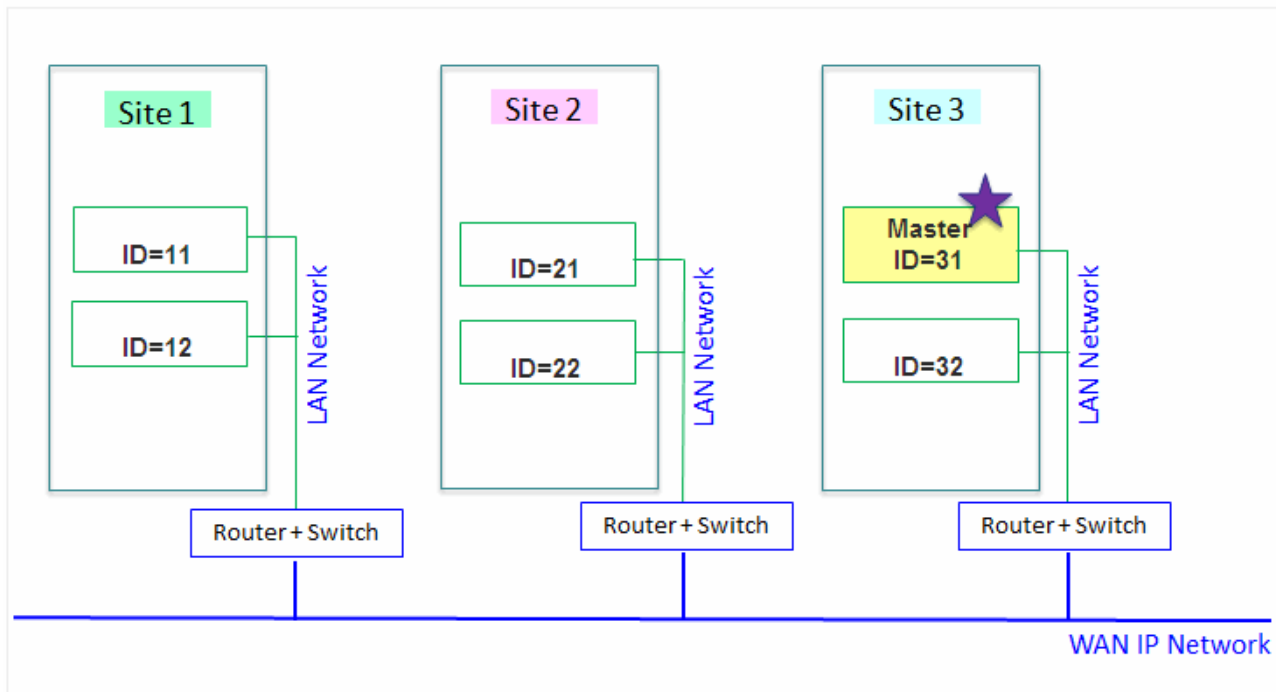 Site 1
ID=11
ID=12
LAN Network
Router + Switch
Site 2
ID=21
ID=22
LAN Network
Router + Switch
Site 3
Master
ID=31
ID=32
LAN Network
Router + Switch
WAN IP Network